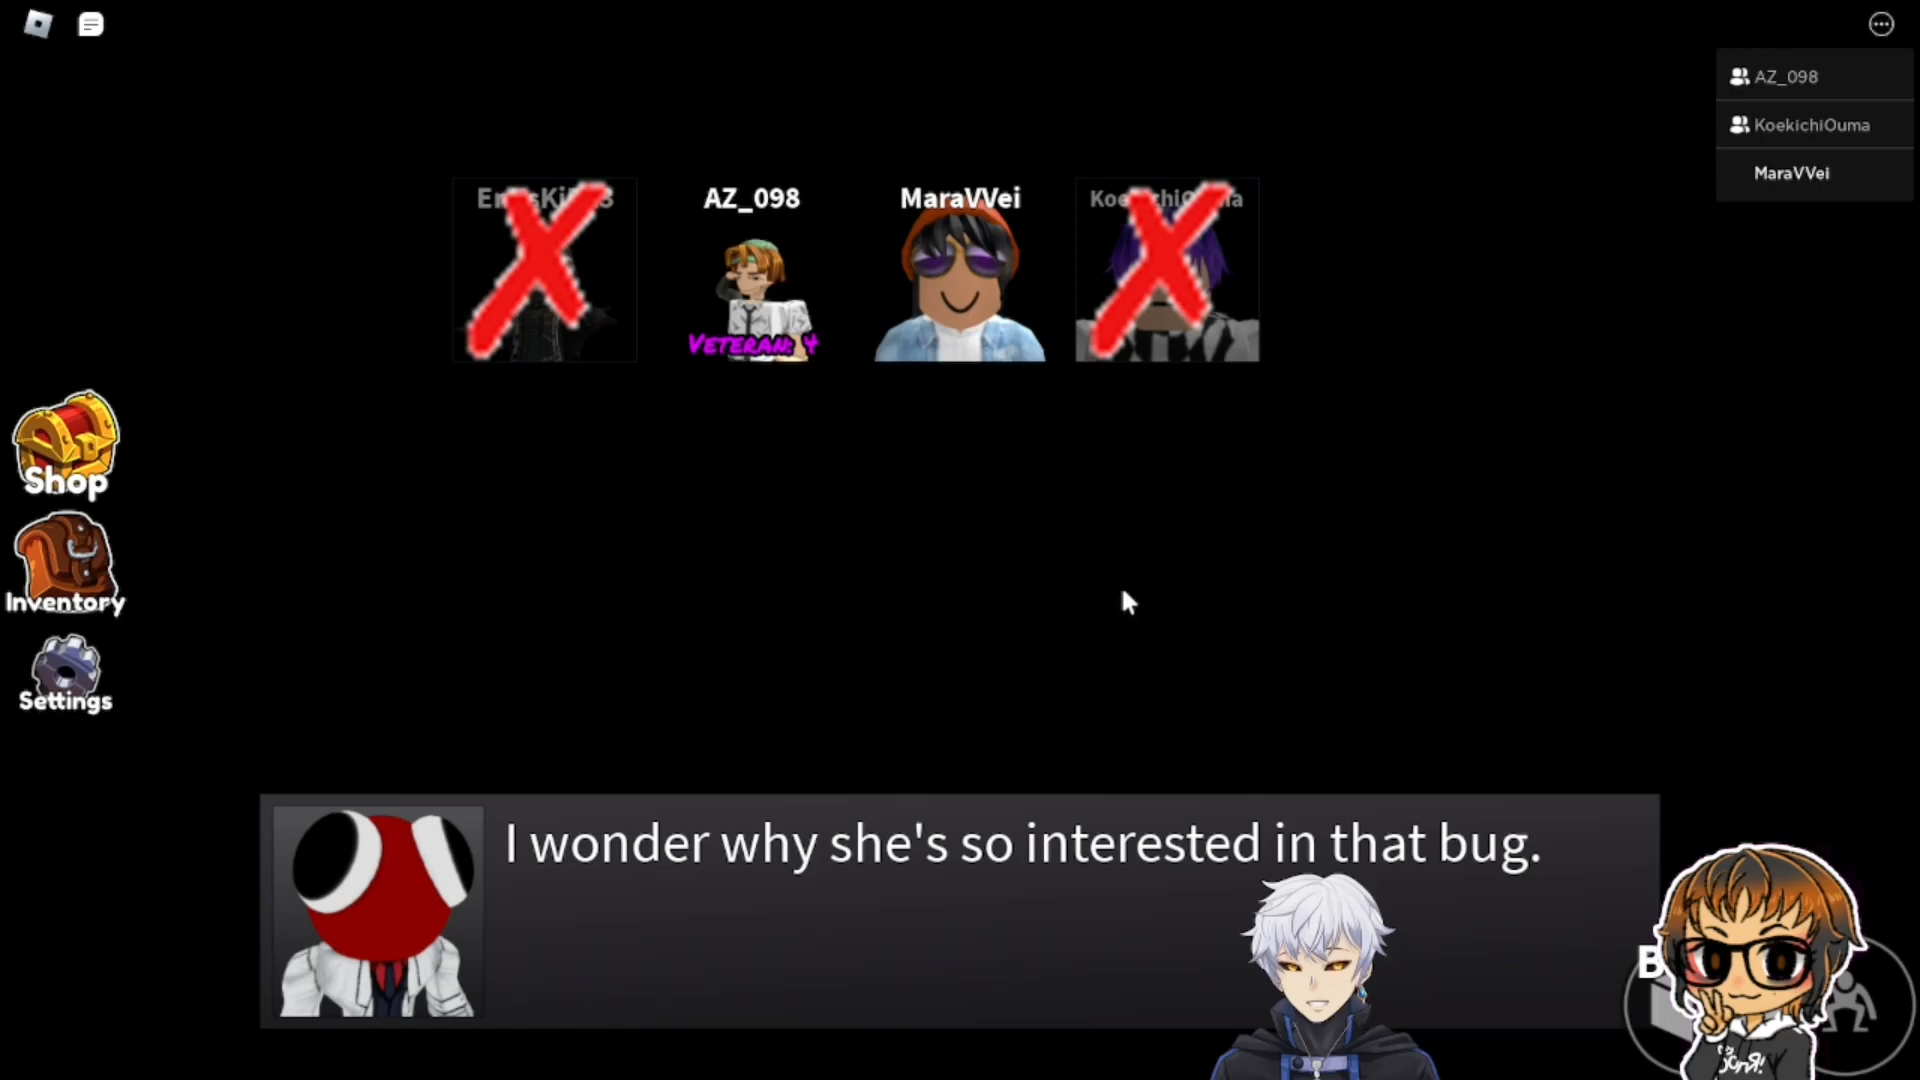 AZ_098
KoekichiOuma
MaraVVei
AZ_098
MaraVVei
VETERAN: 4
Shop
Inventory
Settings
I wonder why she's so interested in that bug.